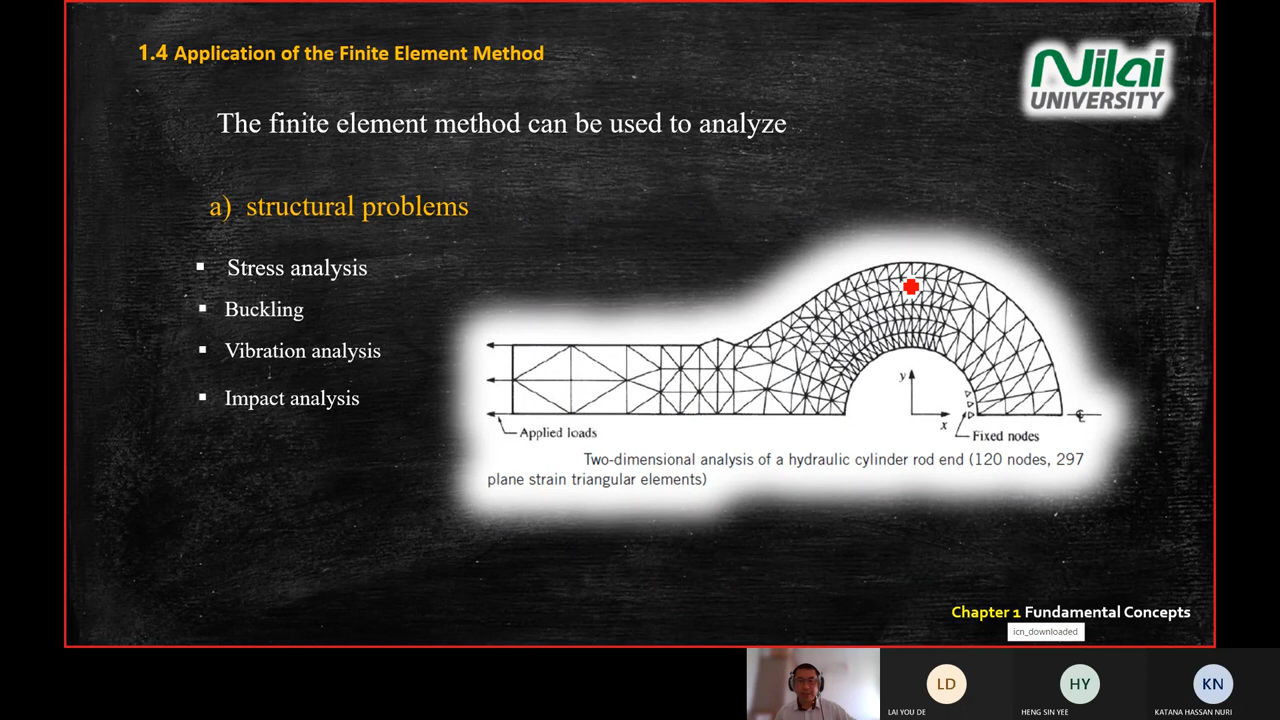 1.4 Application of the Finite Element Method
Nilai
UNIVERSITY
The finite element method can be used to analyze
a) structural problems
▪ Stress analysis
▪ Buckling
▪ Vibration analysis
▪ Impact analysis
y
x
℄
Applied loads
Fixed nodes
Two-dimensional analysis of a hydraulic cylinder rod end (120 nodes, 297
plane strain triangular elements)
Chapter 1 Fundamental Concepts
icn_downloaded
LD
HY
KN
LAI YOU DE
HENG SIN YEE
KATANA HASSAN NURI